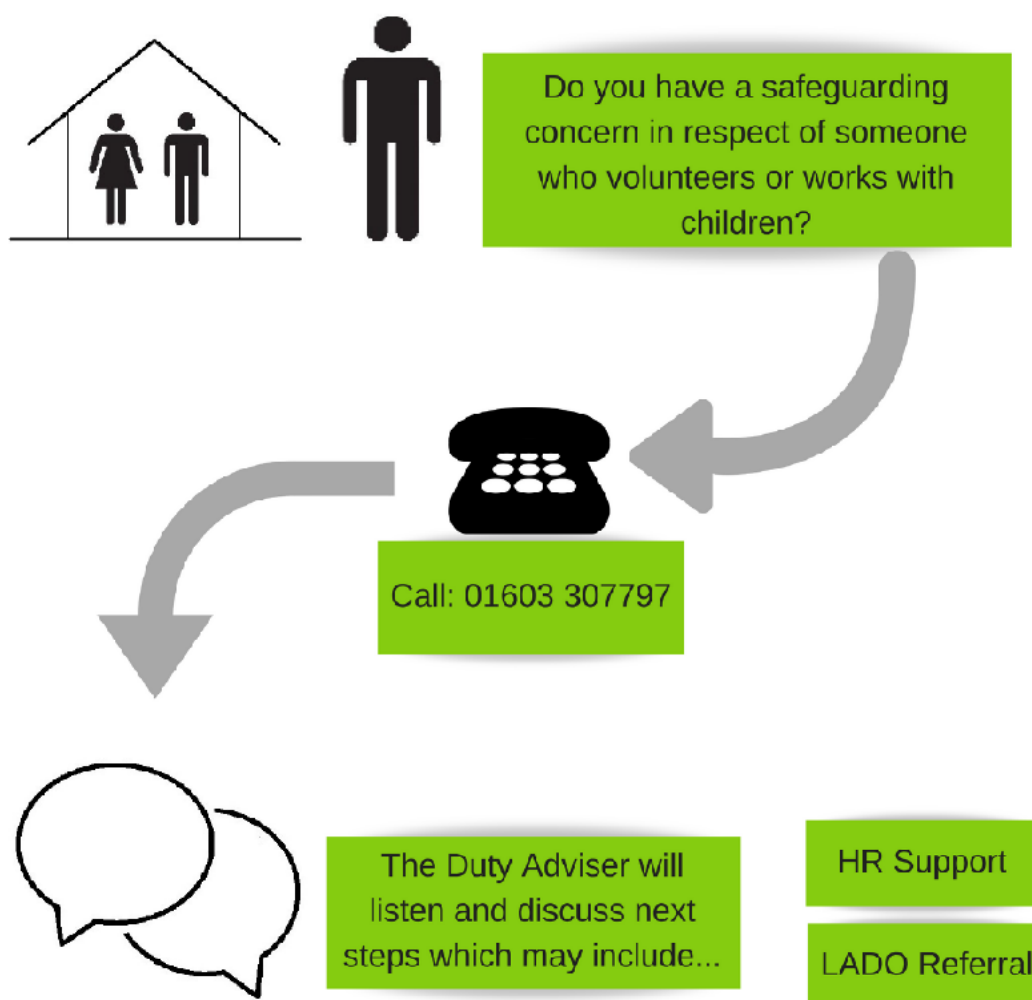 Do you have a safeguarding
concern in respect of someone
who volunteers or works with
children?
Call: 01603 307797
The Duty Adviser will
listen and discuss next
steps which may include...
HR Support
LADO Referral